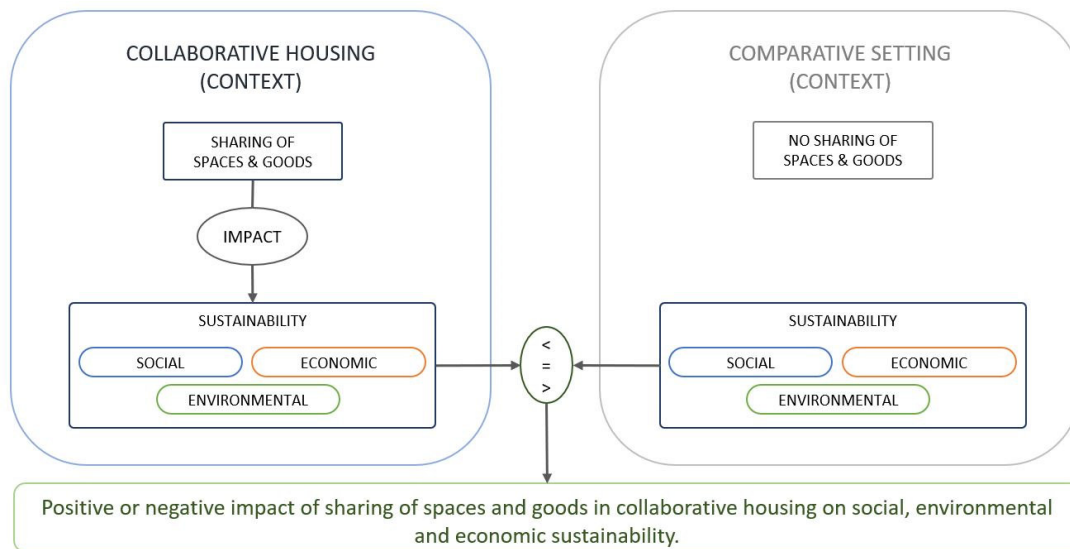 COLLABORATIVE HOUSING
(CONTEXT)
SHARING OF
SPACES & GOODS
IMPACT
SUSTAINABILITY
SOCIAL
ECONOMIC
ENVIRONMENTAL
<
=
>
COMPARATIVE SETTING
(CONTEXT)
NO SHARING OF
SPACES & GOODS
SUSTAINABILITY
SOCIAL
ECONOMIC
ENVIRONMENTAL
Positive or negative impact of sharing of spaces and goods in collaborative housing on social, environmental
and economic sustainability.